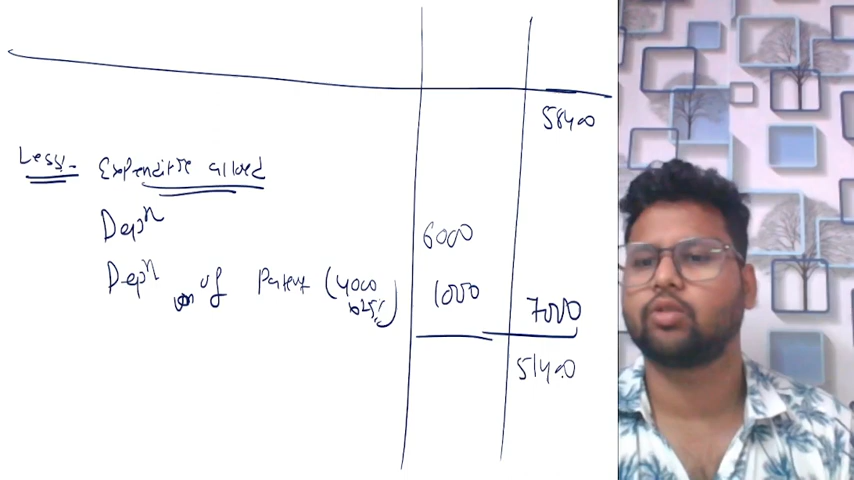 58400
Less:- Expenditure allowed
Depn 6000
Depn of Patent (4000 x 25%) 1000 7000
51400